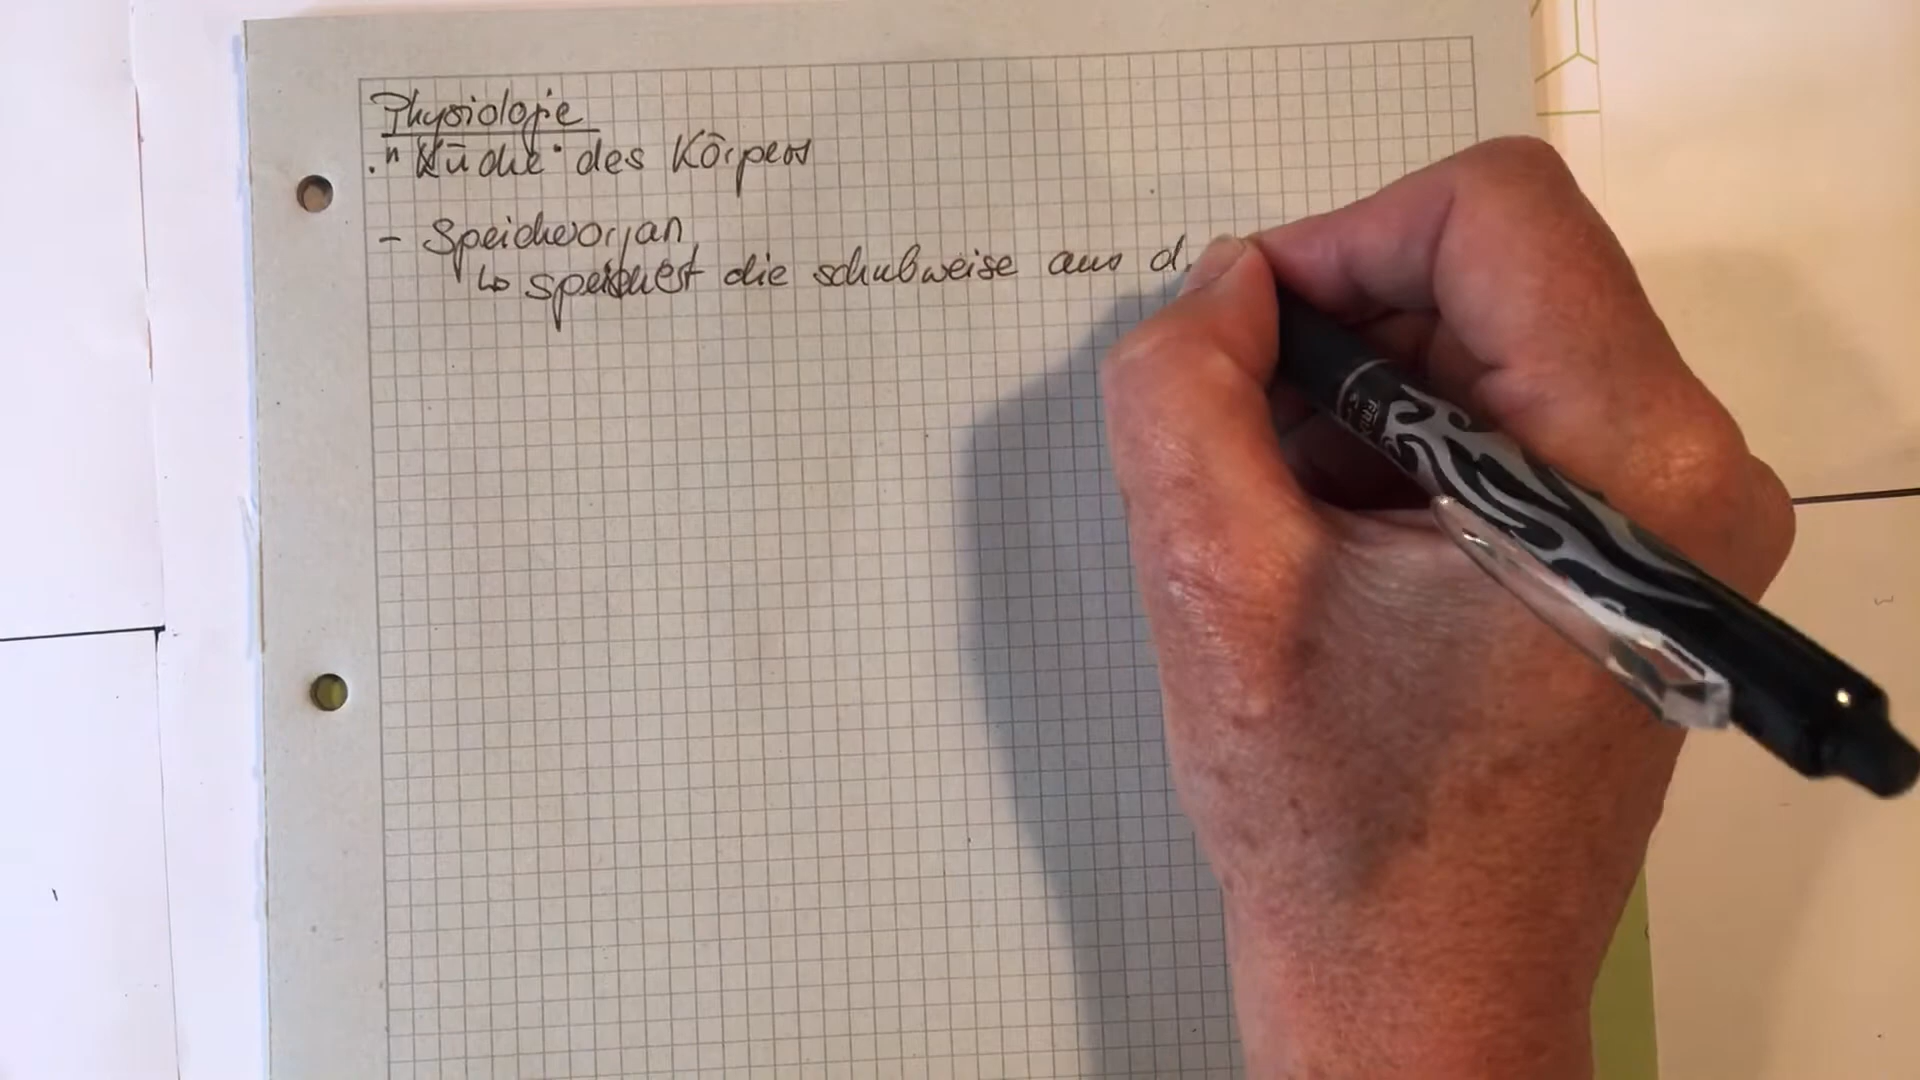 Physiologie
. "Küche" des Körpers
- Speicherorgan
↳ speichert die schubweise aus d.